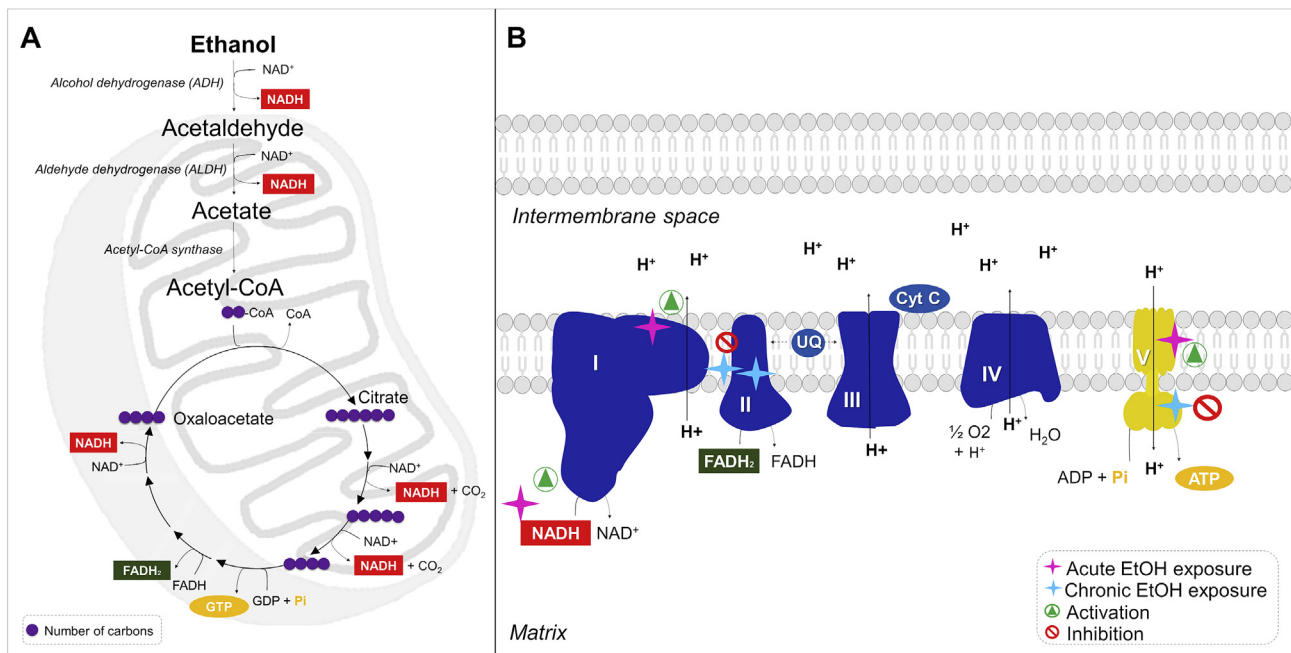 A
Ethanol
Alcohol dehydrogenase (ADH)
NAD⁺
NADH
Acetaldehyde
Aldehyde dehydrogenase (ALDH)
NAD⁺
NADH
Acetate
Acetyl-CoA synthase
Acetyl-CoA
-CoA
CoA
Oxaloacetate
Citrate
NADH
NAD⁺
NAD⁺
NADH + CO₂
NAD+
NADH + CO₂
FADH₂
FADH
GTP
GDP + Pi
Number of carbons
B
Intermembrane space
H⁺
H⁺
H⁺
H⁺
H⁺
H⁺
H⁺
H⁺
Cyt C
UQ
I
II
III
IV
V
H+
H+
H⁺
H⁺
FADH₂
FADH
½ O2
+ H⁺
H₂O
ADP + Pi
ATP
NADH
NAD⁺
Matrix
Acute EtOH exposure
Chronic EtOH exposure
Activation
Inhibition